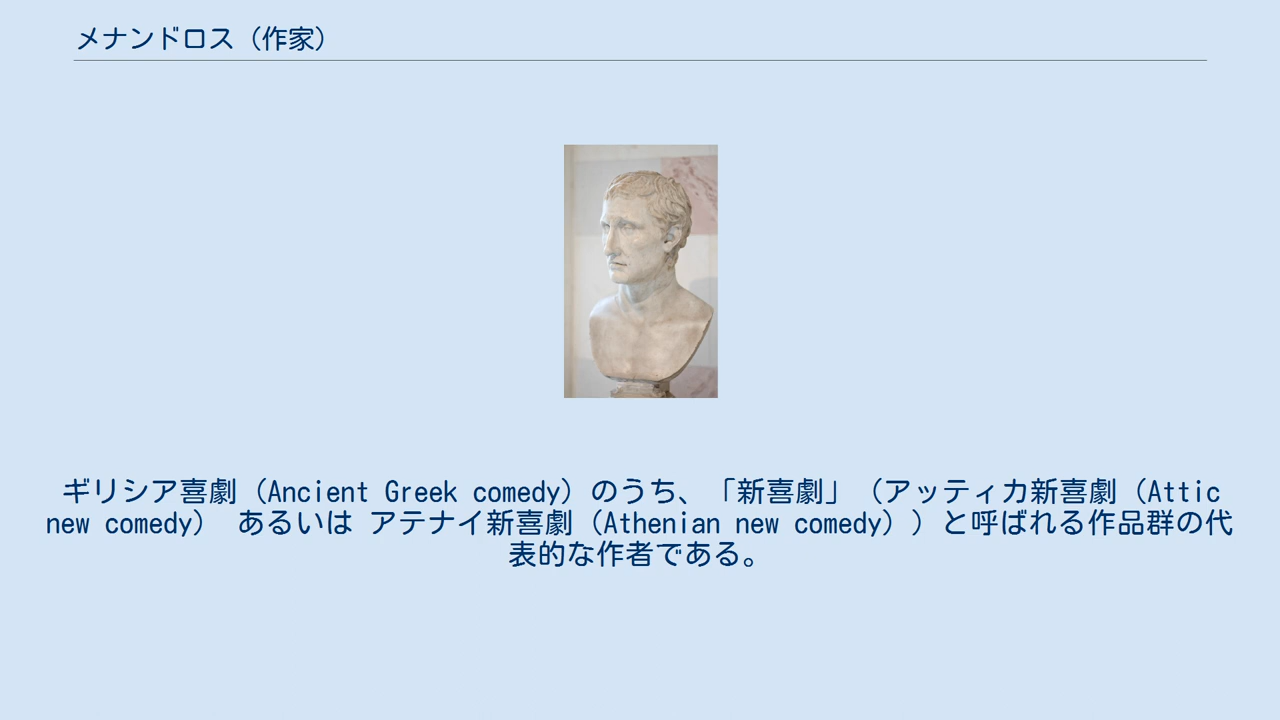 メナンドロス（作家）
ギリシア喜劇（Ancient Greek comedy）のうち、「新喜劇」（アッティカ新喜劇（Attic
new comedy） あるいは アテナイ新喜劇（Athenian new comedy））と呼ばれる作品群の代
表的な作者である。